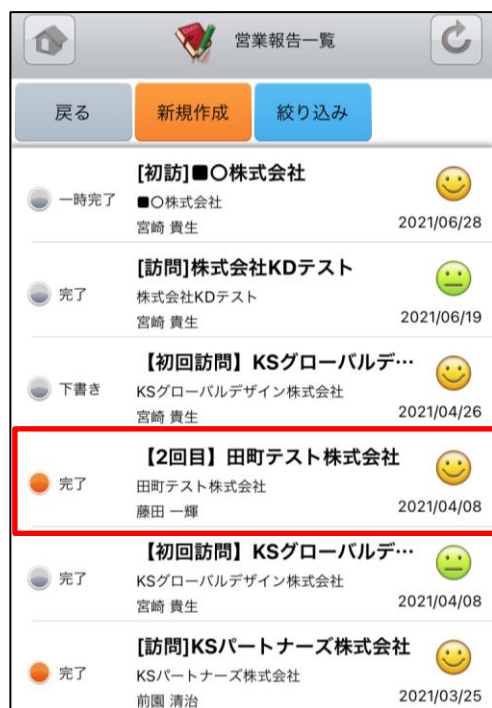 営業報告一覧
戻る 新規作成 絞り込み
[初訪]■〇株式会社
一時完了
■〇株式会社
宮崎 貴生
2021/06/28
[訪問]株式会社KDテスト
完了
株式会社KDテスト
宮崎 貴生
2021/06/19
【初回訪問】KSグローバルデ…
下書き
KSグローバルデザイン株式会社
宮崎 貴生
2021/04/26
【2回目】田町テスト株式会社
完了
田町テスト株式会社
藤田 一輝
2021/04/08
【初回訪問】KSグローバルデ…
完了
KSグローバルデザイン株式会社
宮崎 貴生
2021/04/08
[訪問]KSパートナーズ株式会社
完了
KSパートナーズ株式会社
前園 清治
2021/03/25